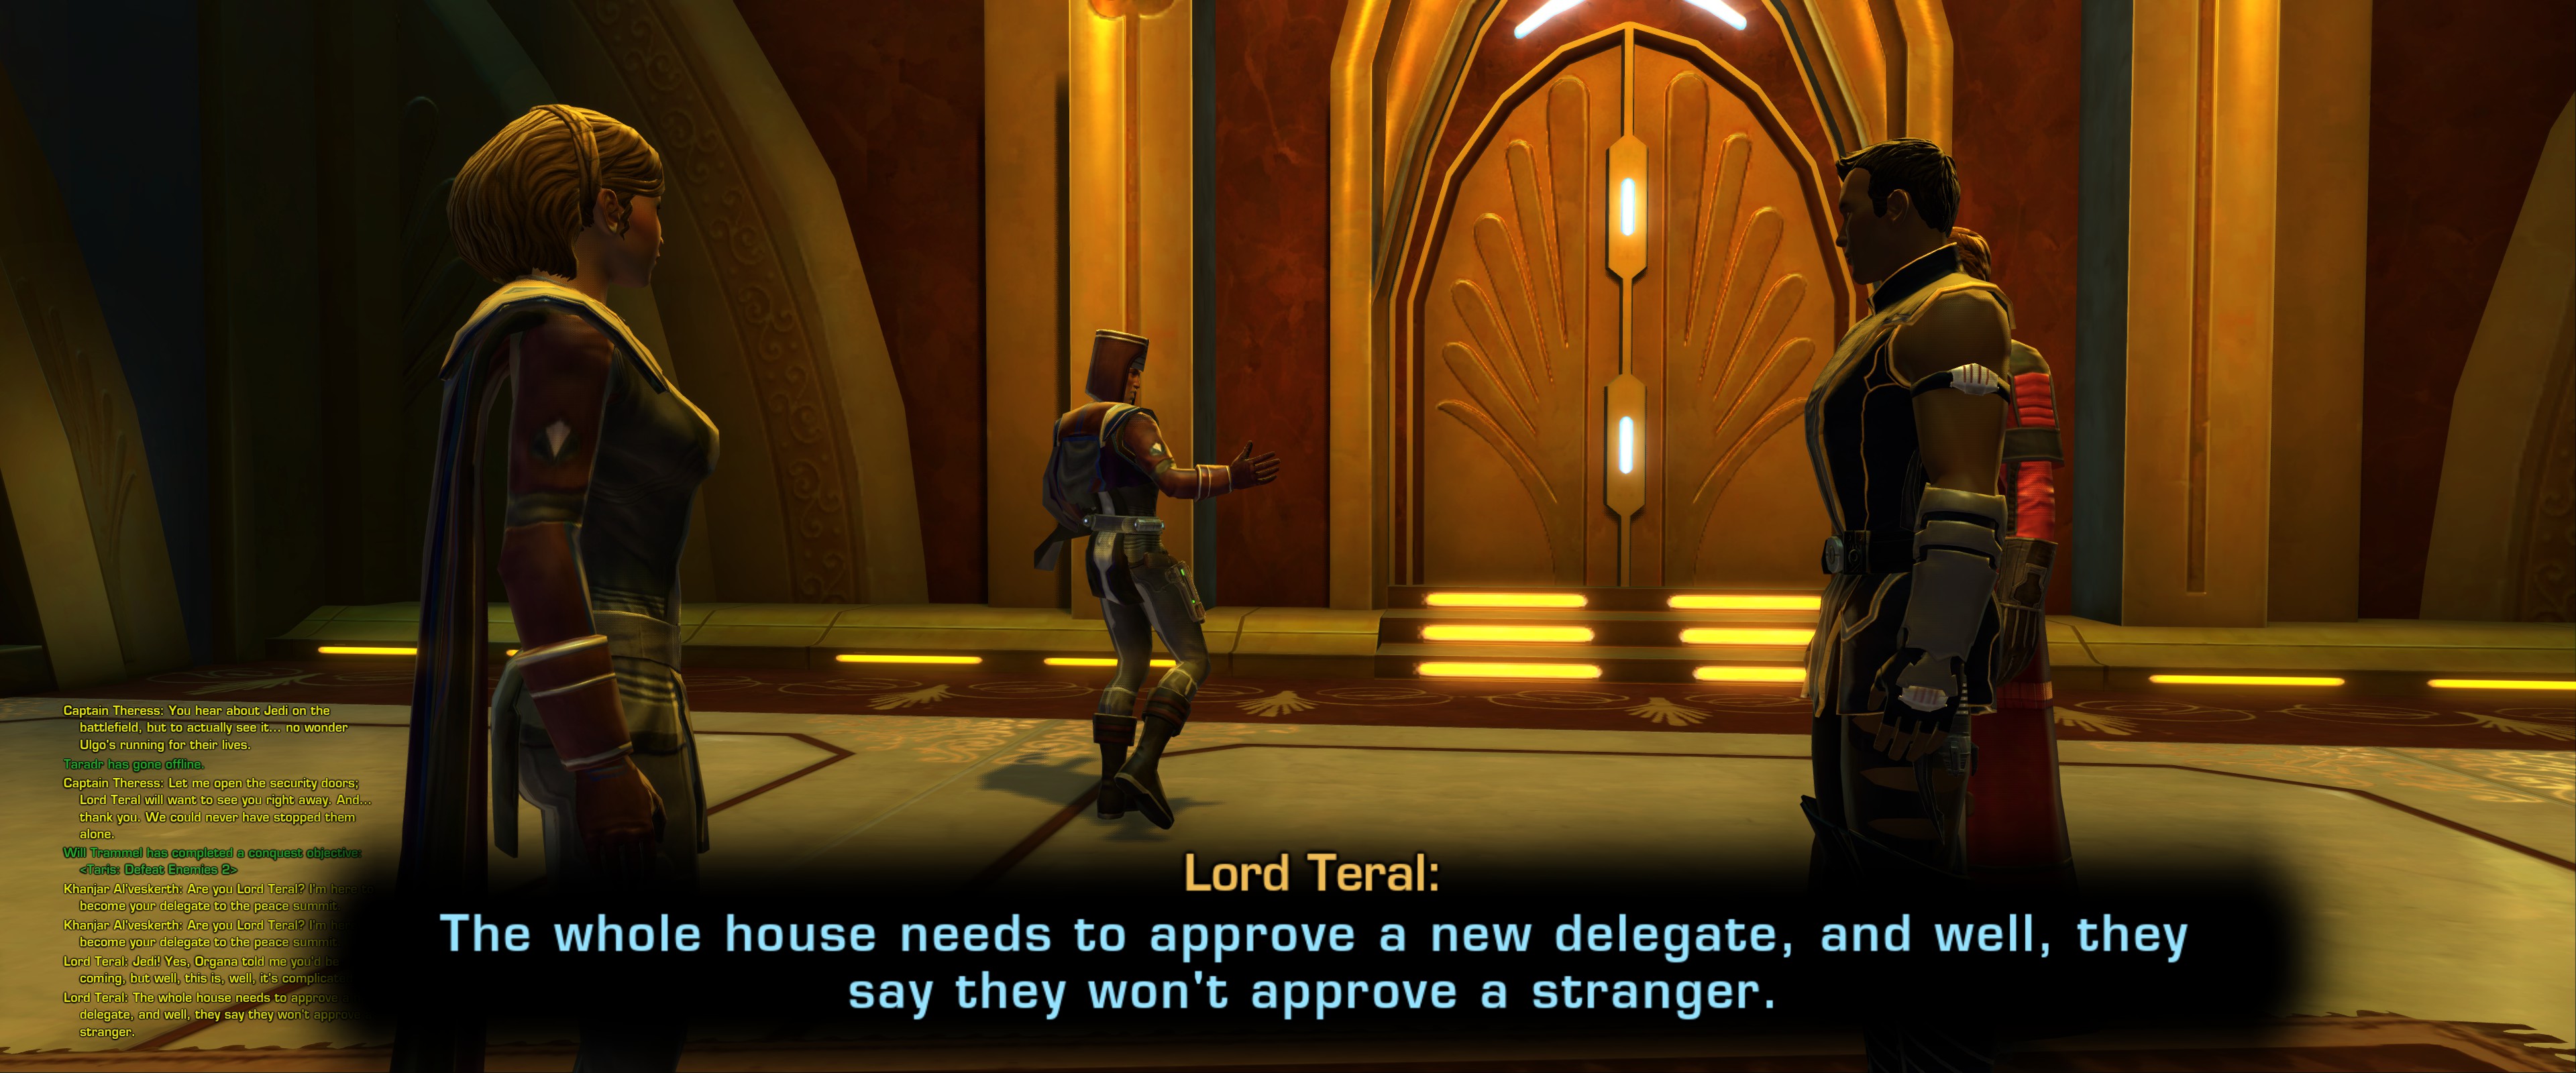 Captain Theress: You hear about Jedi on the
battlefield, but to actually see it... no wonder
Ulgo's running for their lives.
Taradr has gone offline.
Captain Theress: Let me open the security doors;
Lord Teral will want to see you right away. And...
thank you. We could never have stopped them
alone.
Will Trammel has completed a conquest objective:
<Taris: Defeat Enemies 2>
Khanjar Al'veskerth: Are you Lord Teral? I'm here to
become your delegate to the peace summit.
Khanjar Al'veskerth: Are you Lord Teral? I'm here
become your delegate to the peace summit.
Lord Teral: Jedi! Yes, Organa told me you'd be
coming, but well, this is, well, it's complicated
Lord Teral: The whole house needs to approve a
delegate, and well, they say they won't approve
stranger.
Lord Teral:
The whole house needs to approve a new delegate, and well, they
say they won't approve a stranger.